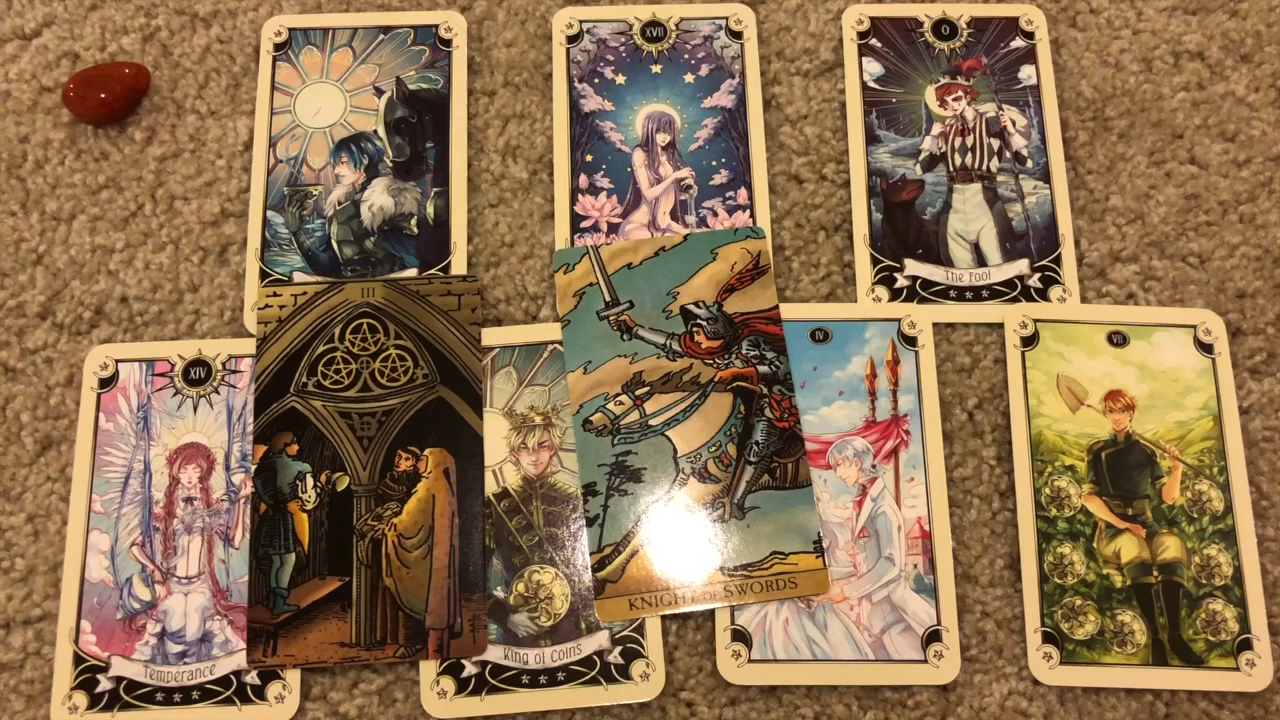 XVII
0
The Fool
XIV
Temperance
III
King of Coins
KNIGHT OF SWORDS
IV
VII